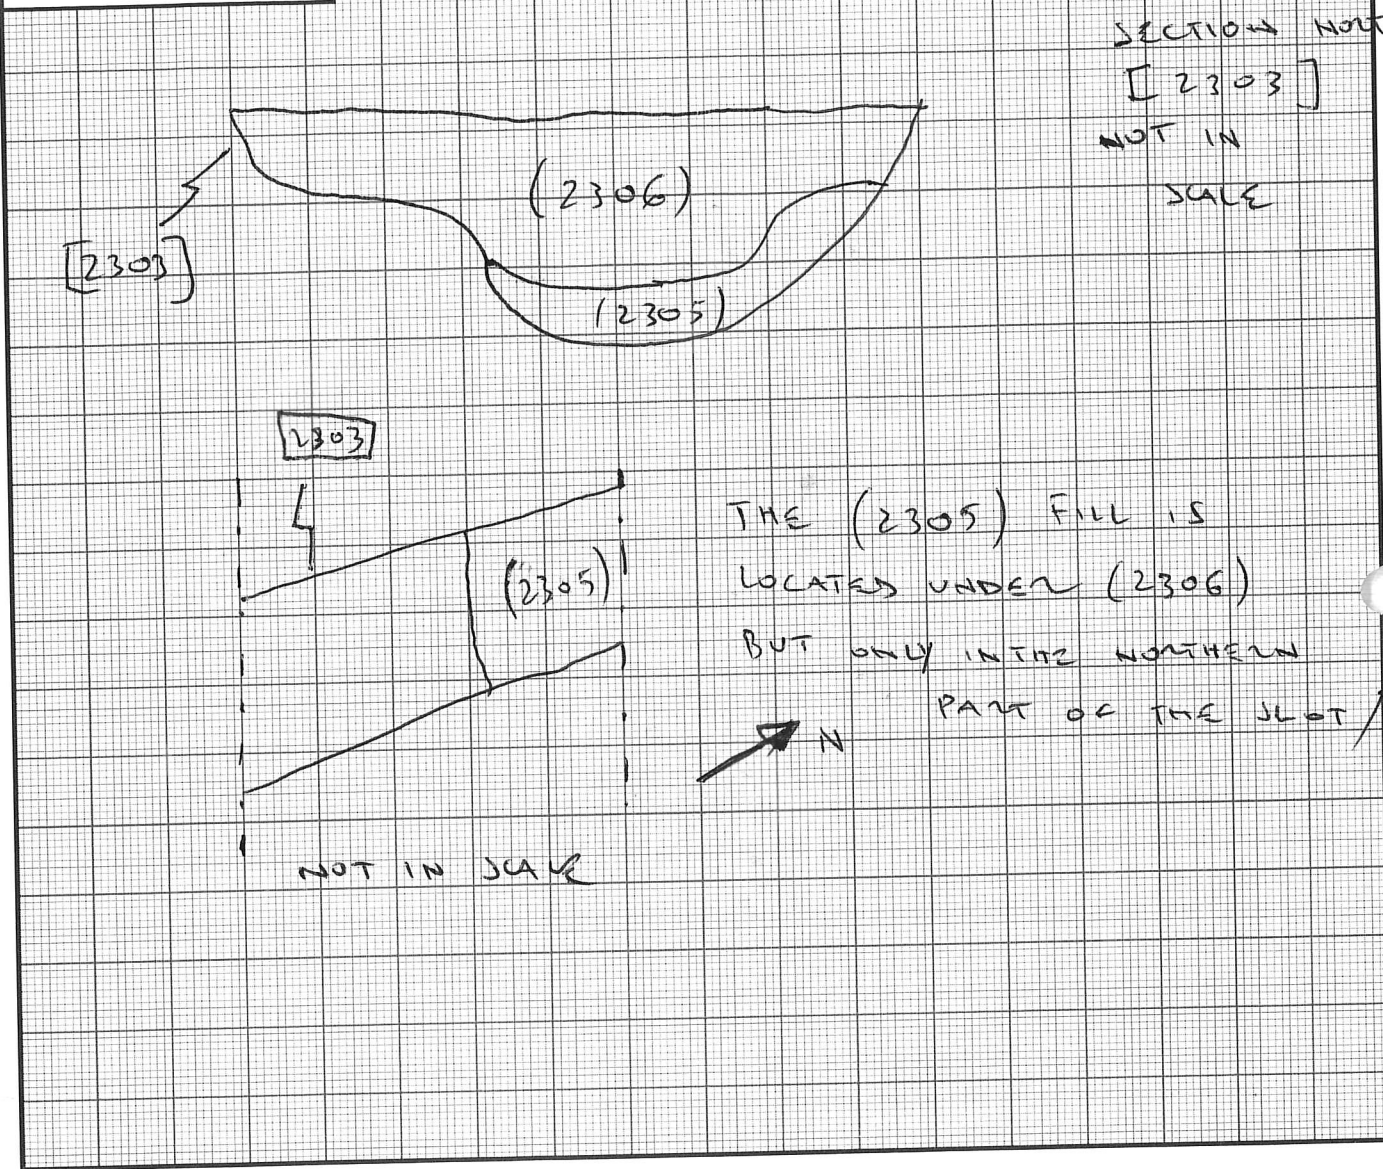 SECTION NORT
[2303]
NOT IN
SCALE
(2306)
[2303]
(2305)
[2303]
(2305)
THE (2305) FILL IS
LOCATED UNDER (2306)
BUT ONLY IN THE NORTHERN
PART OF THE SLOT/
N
NOT IN SCALE